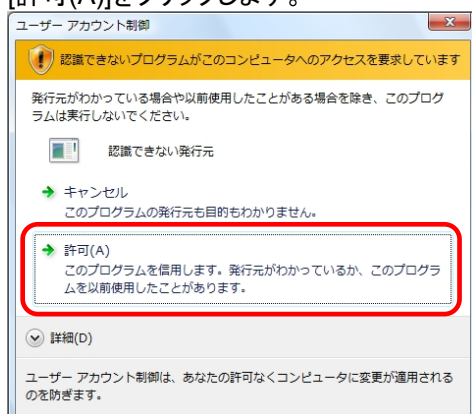 [許可(A)]をクリックします。
ユーザー アカウント制御
認識できないプログラムがこのコンピュータへのアクセスを要求しています
発行元がわかっている場合や以前使用したことがある場合を除き、このプログ
ラムは実行しないでください。
認識できない発行元
キャンセル
このプログラムの発行元も目的もわかりません。
許可(A)
このプログラムを信用します。発行元がわかっているか、このプログラ
ムを以前使用したことがあります。
詳細(D)
ユーザー アカウント制御は、あなたの許可なくコンピュータに変更が適用される
のを防ぎます。